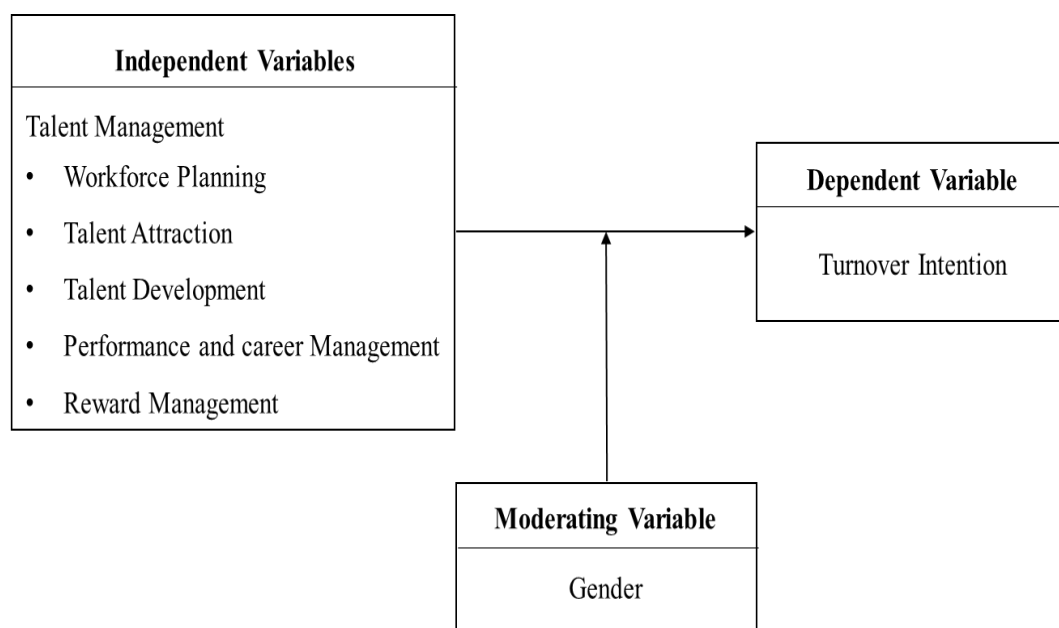 Independent Variables
Talent Management
• Workforce Planning
• Talent Attraction
• Talent Development
• Performance and career Management
• Reward Management
Dependent Variable
Turnover Intention
Moderating Variable
Gender